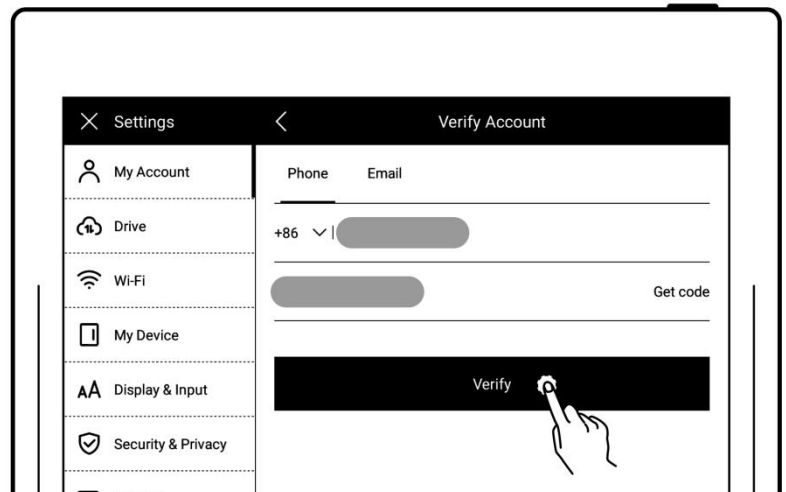 Settings
Verify Account
My Account
Drive
Wi-Fi
My Device
Display & Input
Security & Privacy
Phone Email
+86
Get code
Verify